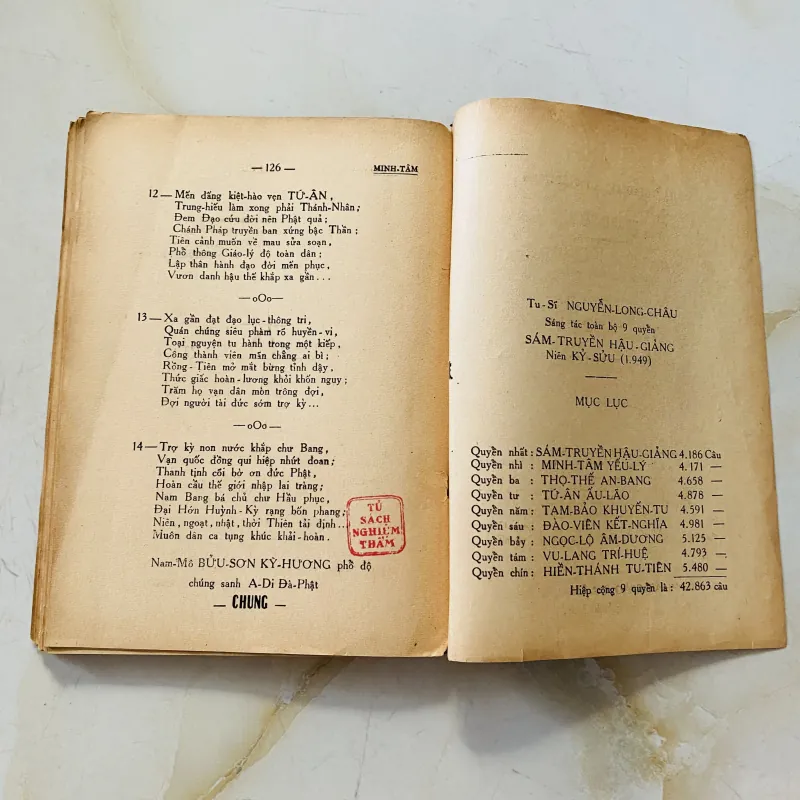 — 126 —
MINH-TÂM
12 — Mến đấng kiệt-hào vẹn TỨ-ÂN,
Trung-hiếu làm xong phải Thánh-Nhân;
Đem Đạo cứu đời nên Phật quả;
Chánh Pháp truyền ban xứng bậc Thần;
Tiên cảnh muốn về mau sửa soạn,
Phổ thông Giáo-lý độ toàn dân;
Lập thân hành đạo đời mến phục,
Vươn danh hậu thế khắp xa gần...
—oOo—
13 — Xa gần đạt đạo lục-thông tri,
Quán chúng siêu phàm rõ huyền-vi,
Toại nguyện tu hành trong một kiếp,
Công thành viên mãn chẳng ai bì;
Rồng-Tiên mở mắt bừng tỉnh dậy,
Thức giấc hoàn-lương khỏi khốn nguy;
Trăm họ vạn dân mòn trông đợi,
Đợi người tài đức sớm trợ kỳ...
—oOo—
14 — Trợ kỳ non nước khắp chư Bang,
Vạn quốc đồng qui hiệp nhứt đoan;
Thanh tịnh cõi bờ ơn đức Phật,
Hoàn cầu thế giới nhập lai tràng;
Nam Bang bá chủ chư Hầu phục,
Đại Hớn Huỳnh-Kỳ rạng bốn phang;
Niên, ngoạt, nhật, thời Thiên tải định...
Muôn dân ca tụng khúc khải-hoàn.
Nam-Mô BỬU-SƠN KỲ-HƯƠNG phổ độ
chúng sanh A-Di Đà-Phật
— CHUNG —
TỦ
SÁCH
NGHIÊM
THẤM
Tu-Sĩ NGUYỄN-LONG-CHÂU
Sáng tác toàn bộ 9 quyển
SÁM-TRUYỀN HẬU-GIẢNG
Niên KỶ-SỬU (1.949)
MỤC LỤC
Quyển nhất : SÁM-TRUYỀN HẬU-GIẢNG 4.186 Câu
Quyển nhì : MINH-TÂM YẾU-LÝ 4.171 —
Quyển ba : THỌ-THẾ AN-BANG 4.658 —
Quyển tư : TỨ-ÂN ẤU-LÃO 4.878 —
Quyển năm : TAM-BẢO KHUYẾN-TU 4.591 —
Quyển sáu : ĐÀO-VIÊN KẾT-NGHĨA 4.981 —
Quyển bảy : NGỌC-LỘ ÂM-DƯƠNG 5.125 —
Quyển tám : VU-LANG TRÍ-HUỆ 4.793 —
Quyển chín : HIỀN-THÁNH TU-TIÊN 5.480 —
Hiệp cộng 9 quyển là : 42.863 câu